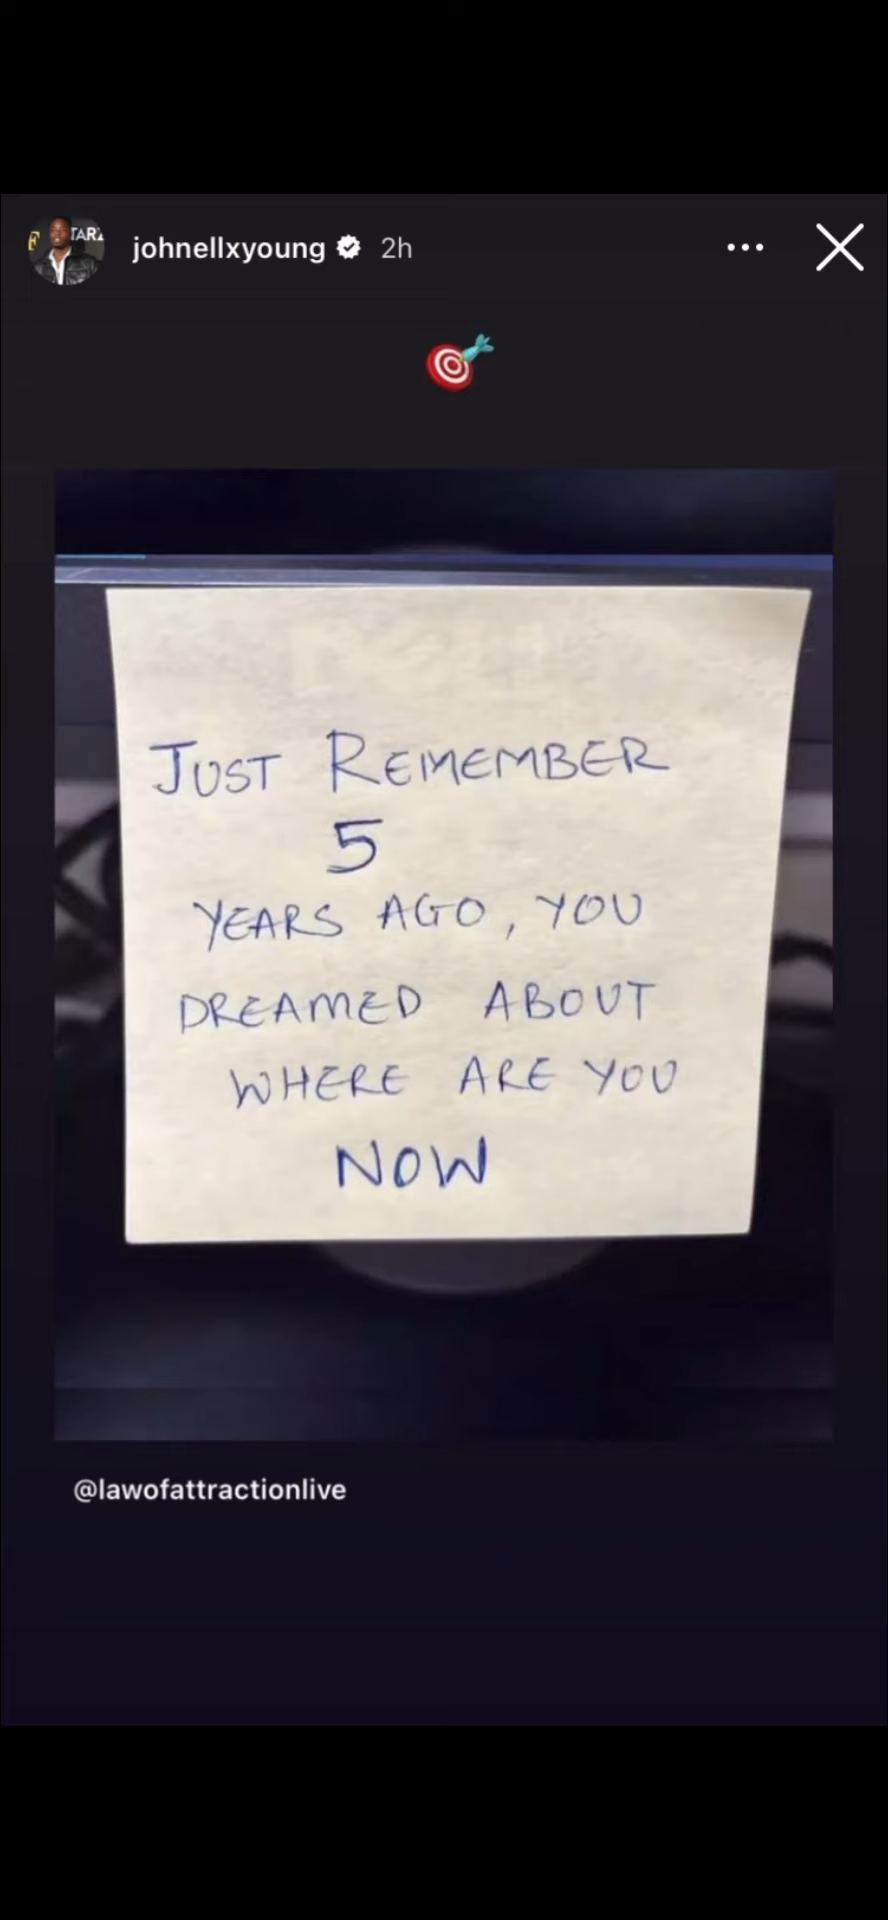 johnellxyoung 2h
JUST REMEMBER
5
YEARS AGO, YOU
DREAMED ABOUT
WHERE ARE YOU
NOW
@lawofattractionlive